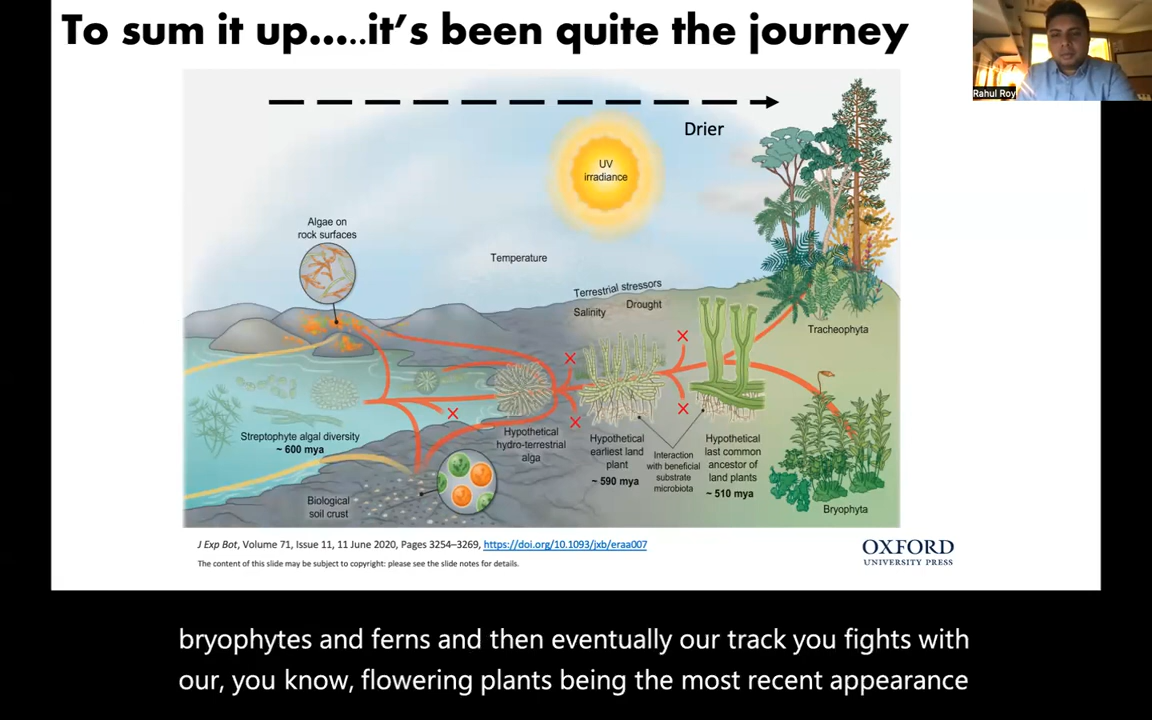 To sum it up.....it's been quite the journey
Rahul Roy
Drier
UV
irradiance
Algae on
rock surfaces
Temperature
Terrestrial stressors
Salinity
Drought
Tracheophyta
Streptophyte algal diversity
~ 600 mya
Hypothetical
hydro-terrestrial
alga
Hypothetical
earliest land
plant
~ 590 mya
Interaction
with beneficial
substrate
microbiota
Hypothetical
last common
ancestor of
land plants
~ 510 mya
Biological
soil crust
Bryophyta
J Exp Bot, Volume 71, Issue 11, 11 June 2020, Pages 3254–3269, https://doi.org/10.1093/jxb/eraa007
The content of this slide may be subject to copyright: please see the slide notes for details.
OXFORD
UNIVERSITY PRESS
bryophytes and ferns and then eventually our track you fights with
our, you know, flowering plants being the most recent appearance